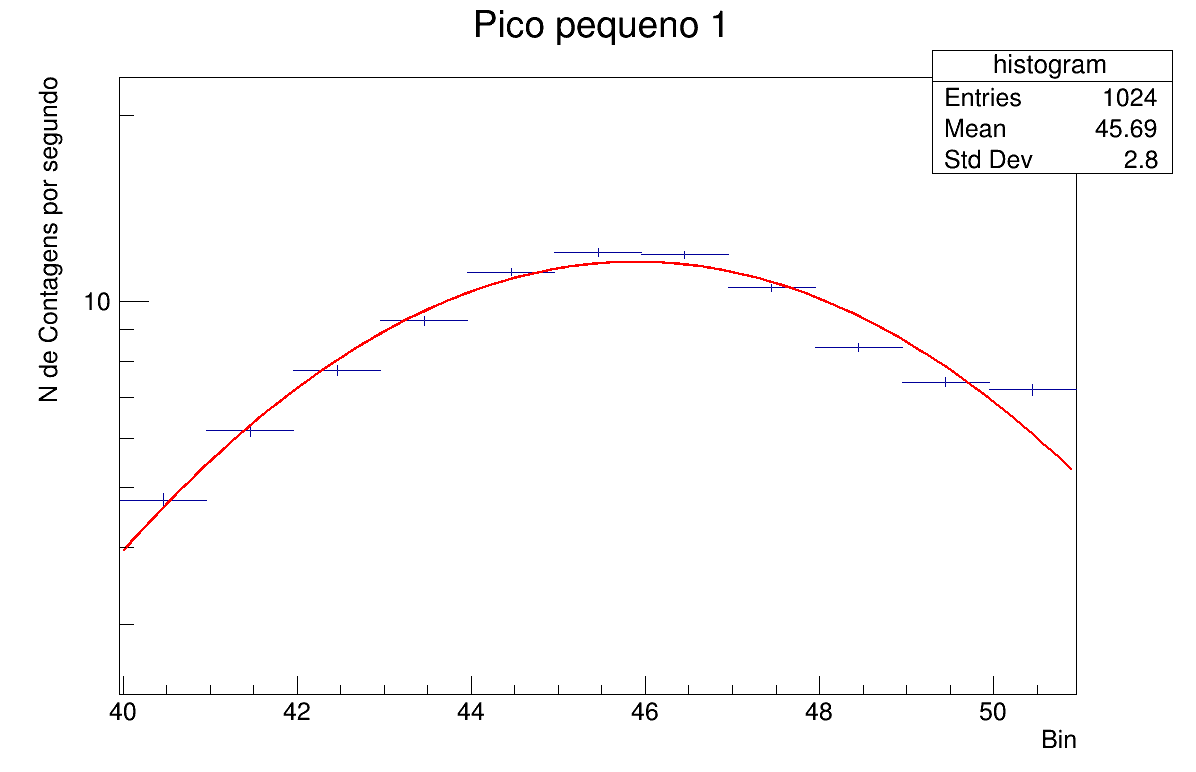 Pico pequeno 1
histogram
Entries 1024
Mean 45.69
Std Dev 2.8
N de Contagens por segundo
10
40 42 44 46 48 50
Bin